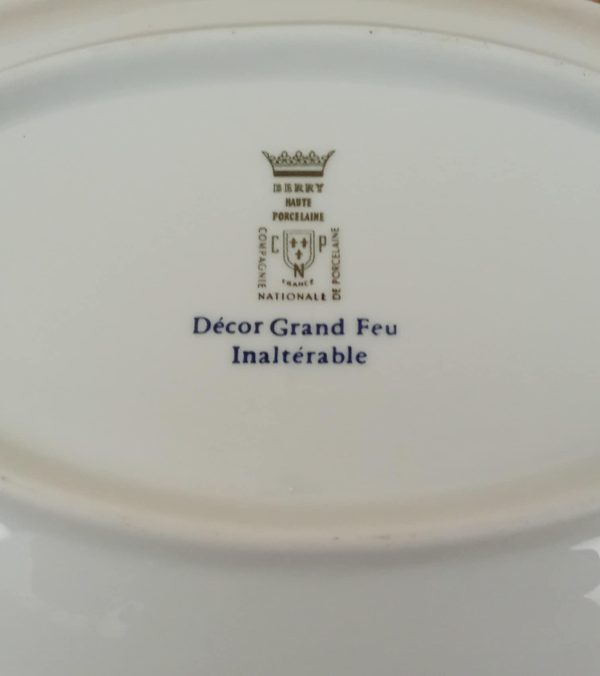 BERRY
HAUTE
PORCELAINE
COMPAGNIE
C P
N
FRANCE
NATIONALE
DE PORCELAINE
Décor Grand Feu
Inaltérable